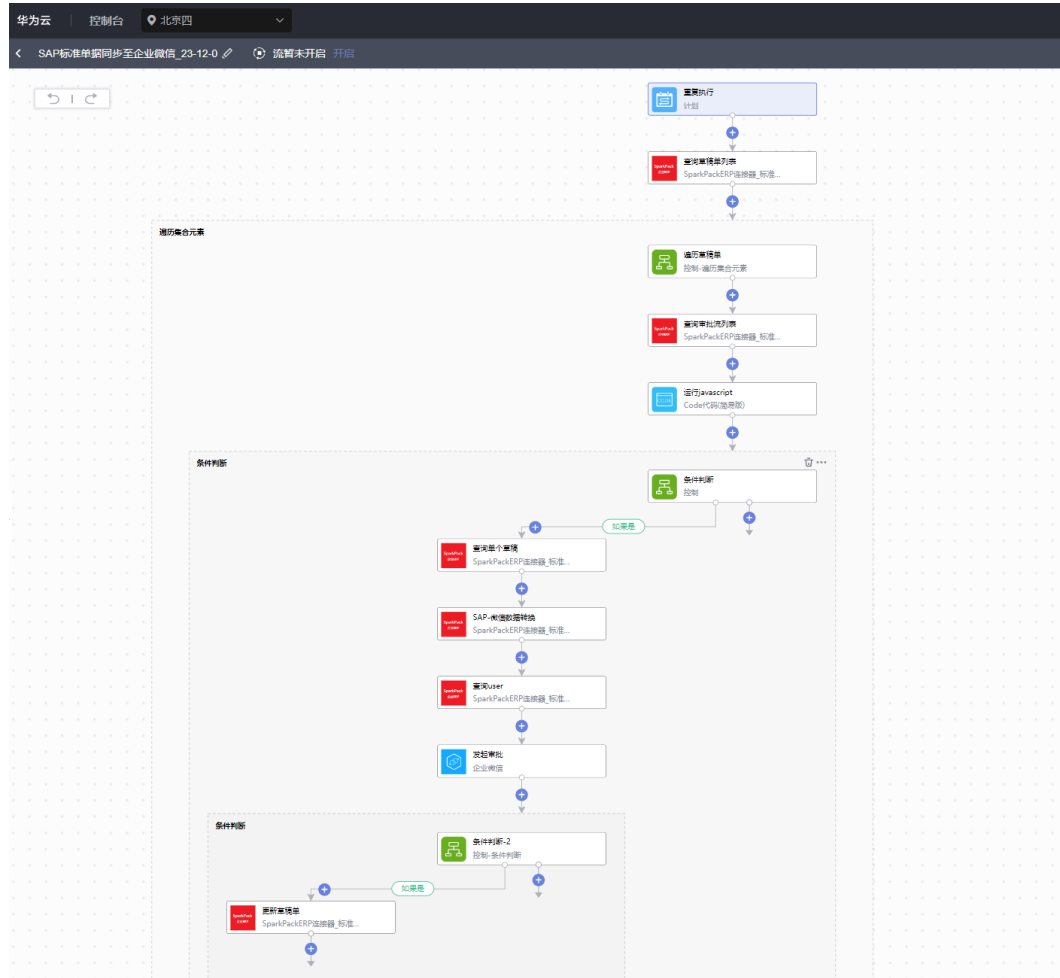 华为云 控制台 北京四
SAP标准单据同步至企业微信_23-12-0 流暂未开启 开启
重复执行
计划
查询草稿单列表
SparkPackERP连接器_标准...
遍历集合元素
遍历草稿单
控制-遍历集合元素
查询审批流列表
SparkPackERP连接器_标准...
运行javascript
Code代码(简易版)
条件判断
条件判断
控制
如果是
查询单个草稿
SparkPackERP连接器_标准...
SAP-微信数据转换
SparkPackERP连接器_标准...
查询user
SparkPackERP连接器_标准...
发起审批
企业微信
条件判断
条件判断-2
控制-条件判断
如果是
更新草稿单
SparkPackERP连接器_标准...